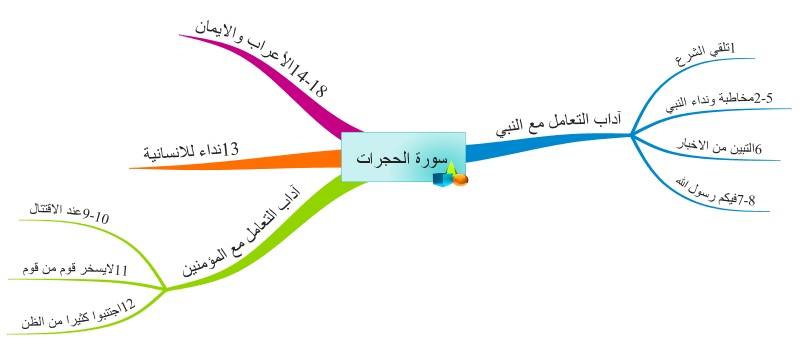 سورة الحجرات
آداب التعامل مع النبي
1تلقي الشرع
2-5مخاطبة ونداء النبي
6التبين من الاخبار
7-8فيكم رسول الله
آداب التعامل مع المؤمنين
9-10عند الاقتتال
11لايسخر قوم من قوم
12اجتنبوا كثيرا من الظن
13نداء للانسانية
14-18الأعراب والايمان